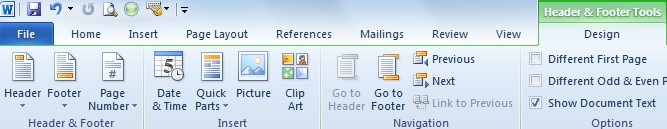 Header & Footer Tools
File Home Insert Page Layout References Mailings Review View Design
Header
Footer
Page Number
Date & Time
Quick Parts
Picture
Clip Art
Go to Header
Go to Footer
Previous
Next
Link to Previous
Different First Page
Different Odd & Even P
Show Document Text
Header & Footer Insert Navigation Options